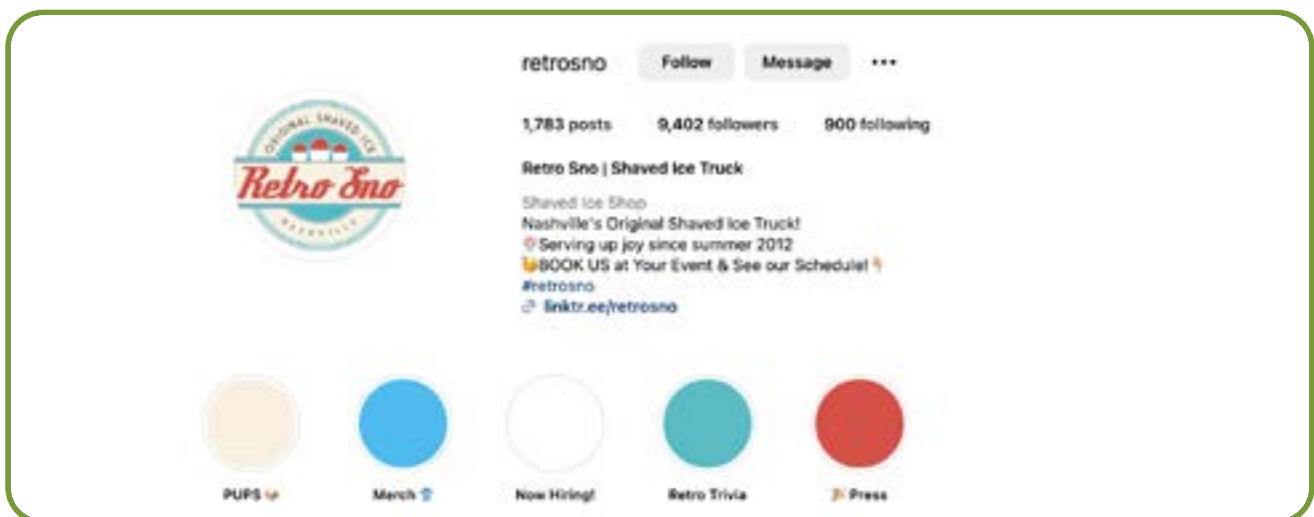 retrosno Follow Message
1,783 posts 9,402 followers 900 following
ORIGINAL SHAVED ICE
Retro Sno
NASHVILLE
Retro Sno | Shaved Ice Truck
Shaved Ice Shop
Nashville's Original Shaved Ice Truck!
📍Serving up joy since summer 2012
BOOK US at Your Event & See our Schedule!👇
#retrosno
linktr.ee/retrosno
PUPS Merch 👕 Now Hiring! Retro Trivia Press